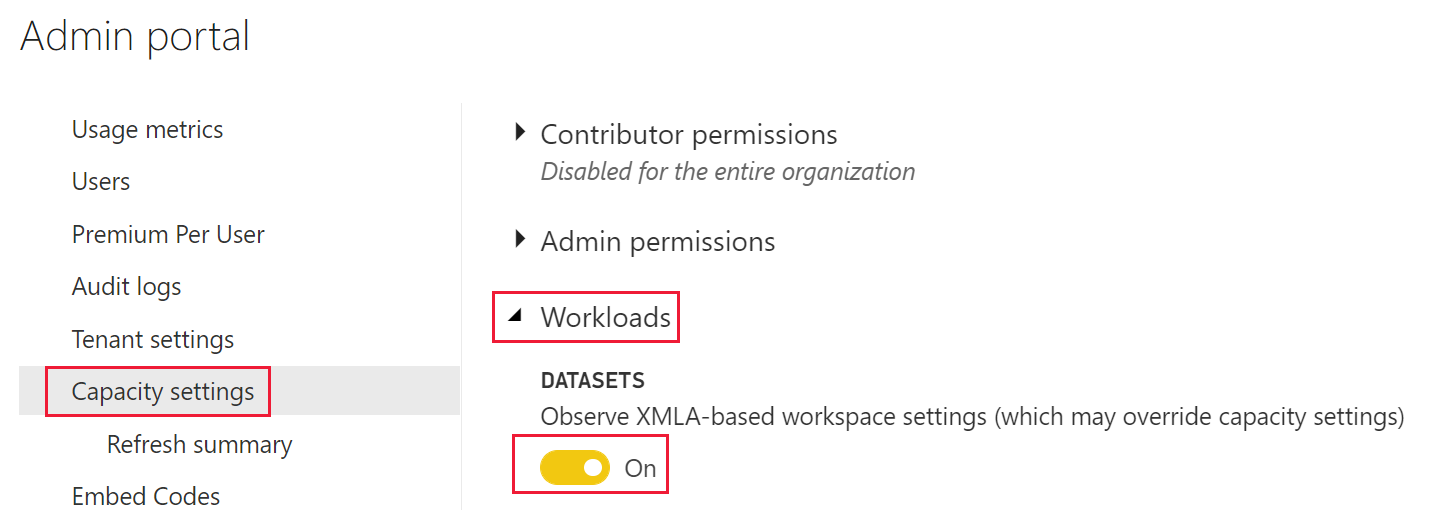 Admin portal
Usage metrics
Users
Premium Per User
Audit logs
Tenant settings
Capacity settings
Refresh summary
Embed Codes
Contributor permissions
Disabled for the entire organization
Admin permissions
Workloads
DATASETS
Observe XMLA-based workspace settings (which may override capacity settings)
On